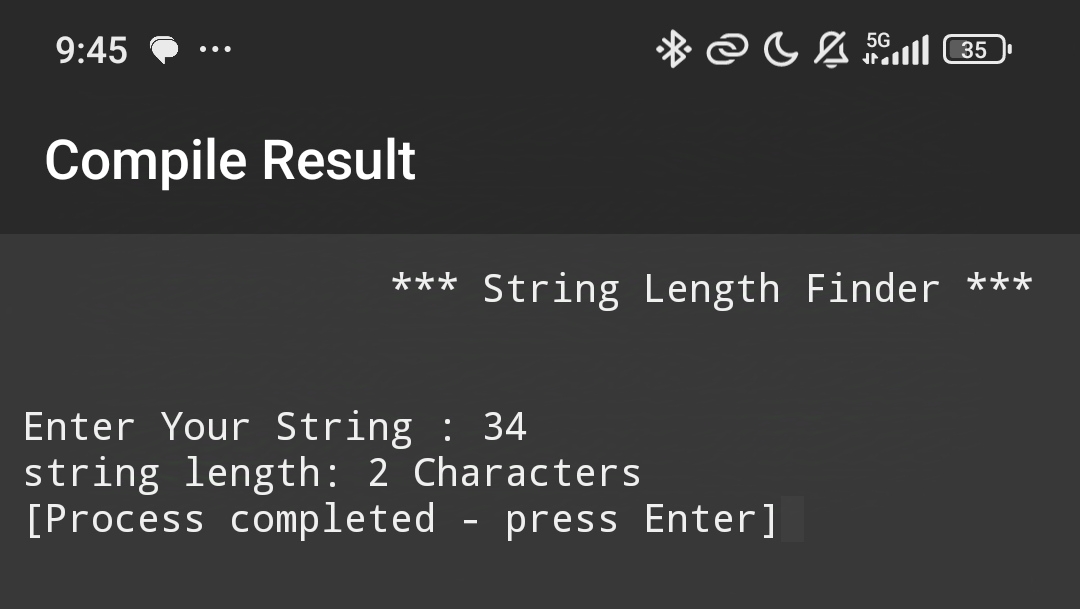 9:45 ... 5G 35
Compile Result
*** String Length Finder ***
Enter Your String : 34
string length: 2 Characters
[Process completed - press Enter]